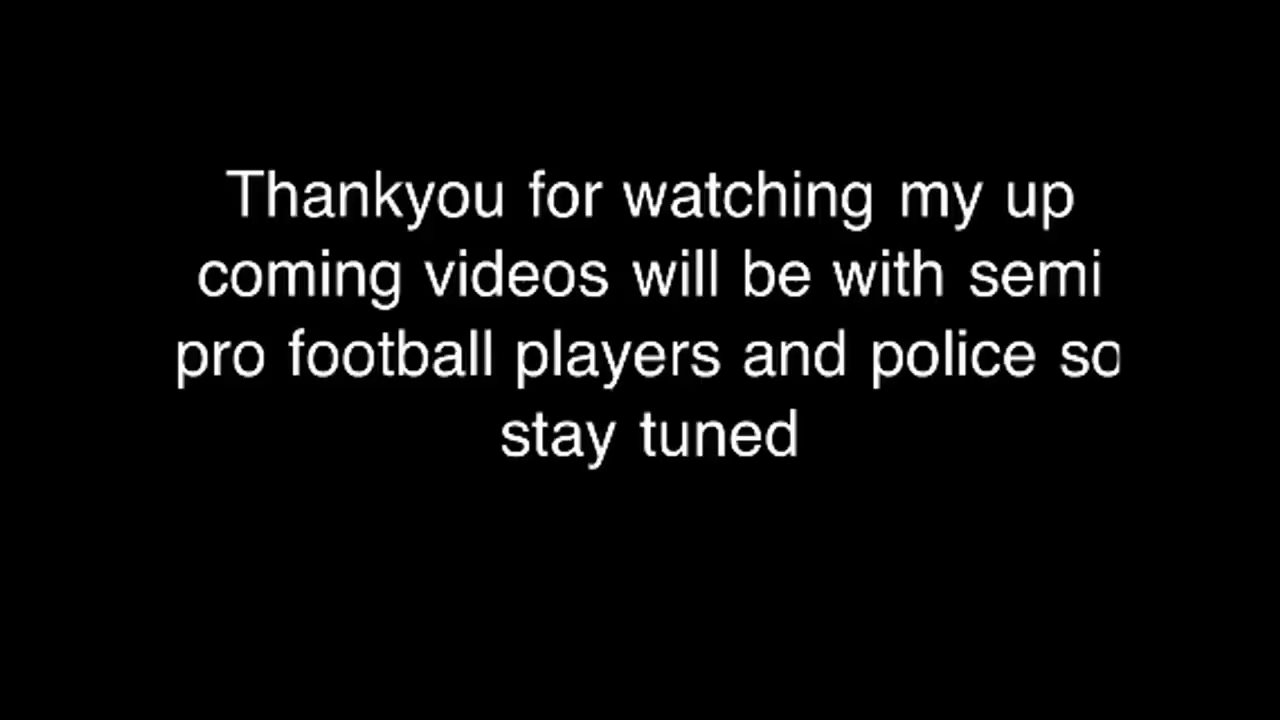 Thankyou for watching my up
coming videos will be with semi
pro football players and police so
stay tuned